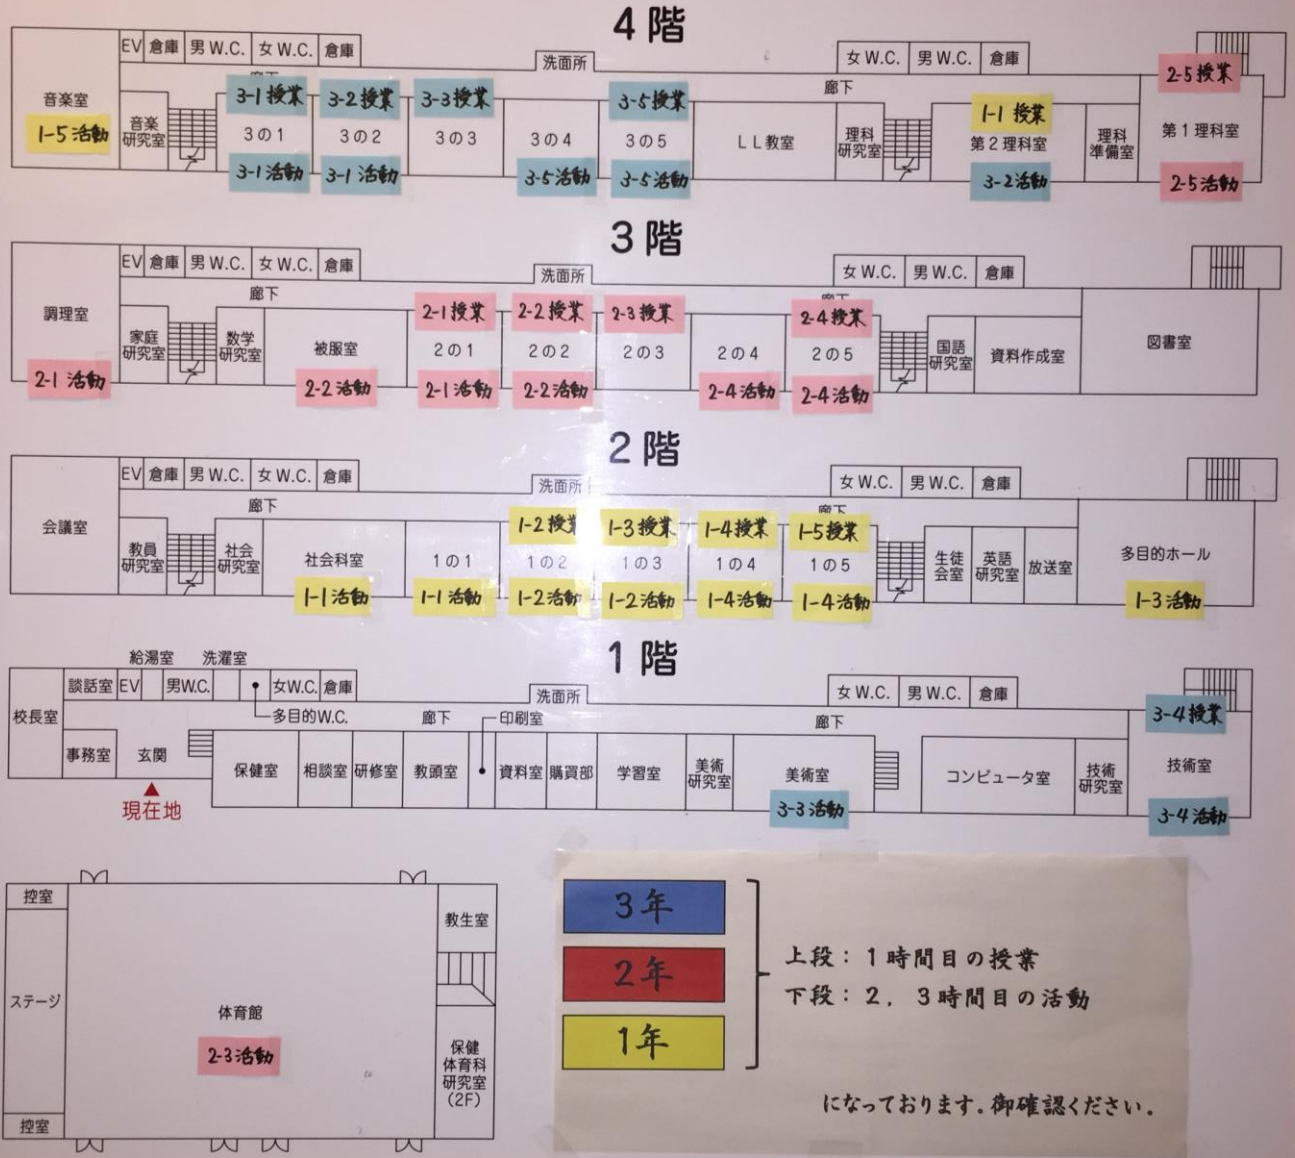 4階
EV 倉庫 男W.C. 女W.C. 倉庫
洗面所
女W.C. 男W.C. 倉庫
廊下
廊下
音楽室
1-5活動
音楽研究室
3-1授業
3の1
3-1活動
3-2授業
3の2
3-1活動
3-3授業
3の3
3の4
3-5活動
3-5授業
3の5
3-5活動
LL教室
理科研究室
1-1授業
第2理科室
3-2活動
理科準備室
2-5授業
第1理科室
2-5活動
3階
EV 倉庫 男W.C. 女W.C. 倉庫
洗面所
女W.C. 男W.C. 倉庫
廊下
廊下
調理室
2-1活動
家庭研究室
数学研究室
被服室
2-2活動
2-1授業
2の1
2-1活動
2-2授業
2の2
2-2活動
2-3授業
2の3
2の4
2-4活動
2-4授業
2の5
2-4活動
国語研究室
資料作成室
図書室
2階
EV 倉庫 男W.C. 女W.C. 倉庫
洗面所
女W.C. 男W.C. 倉庫
廊下
廊下
会議室
教員研究室
社会研究室
社会科室
1-1活動
1の1
1-1活動
1-2授業
1の2
1-2活動
1-3授業
1の3
1-2活動
1-4授業
1の4
1-4活動
1-5授業
1の5
1-4活動
生徒会室
英語研究室
放送室
多目的ホール
1-3活動
1階
給湯室 洗濯室
談話室 EV 男W.C. 女W.C. 倉庫
洗面所
女W.C. 男W.C. 倉庫
校長室
多目的W.C.
廊下
印刷室
廊下
事務室
玄関
現在地
保健室
相談室
研修室
教頭室
資料室
購買部
学習室
美術研究室
美術室
3-3活動
コンピュータ室
技術研究室
3-4授業
技術室
3-4活動
控室
ステージ
控室
体育館
2-3活動
教生室
保健
体育科
研究室
(2F)
3年
2年
1年
上段：1時間目の授業
下段：2，3時間目の活動
になっております。御確認ください。